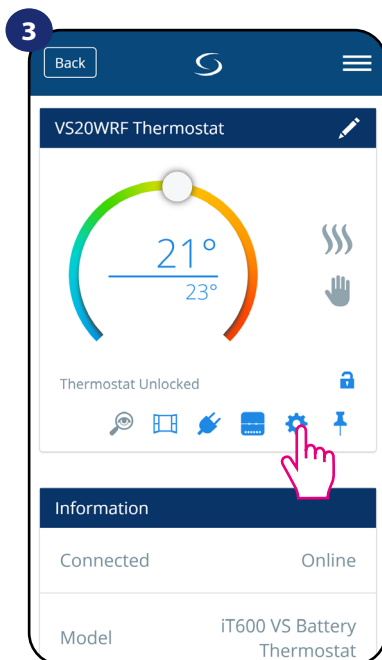 3
Back
VS20WRF Thermostat
21°
23°
Thermostat Unlocked
Information
Connected Online
Model iT600 VS Battery
Thermostat